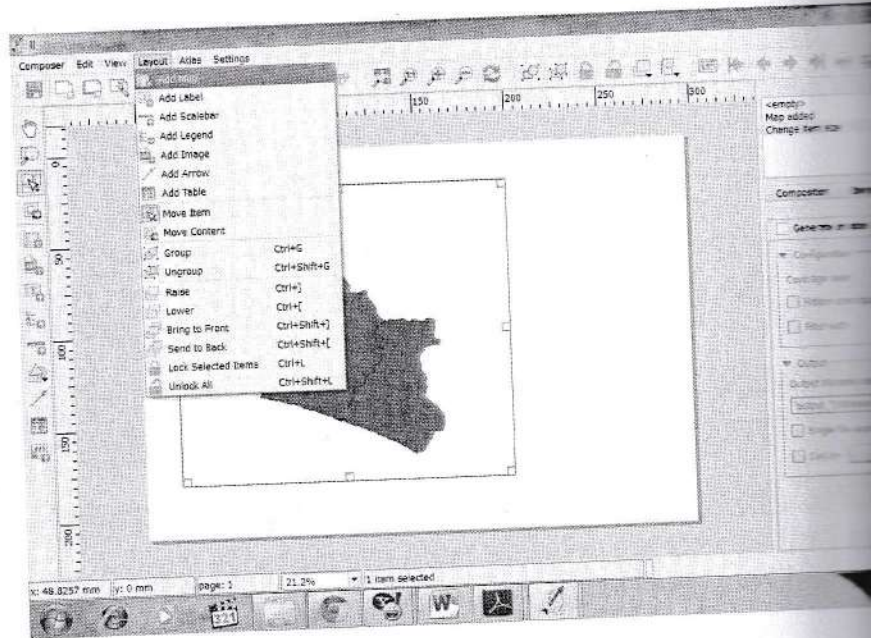 Composer Edit View Layout Atlas Settings
Add Map
Add Label
Add Scalebar
Add Legend
Add Image
Add Arrow
Add Table
Move Item
Move Content
Group Ctrl+G
Ungroup Ctrl+Shift+G
Raise Ctrl+]
Lower Ctrl+[
Bring to Front Ctrl+Shift+]
Send to Back Ctrl+Shift+[
Lock Selected Items Ctrl+L
Unlock All Ctrl+Shift+L
150 200 250 300
0
50
100
150
200
<empty>
Map added
Change item size
Composition
Configuration
Output
x: 48.8257 mm y: 0 mm page: 1 21.2% 1 item selected
321
W